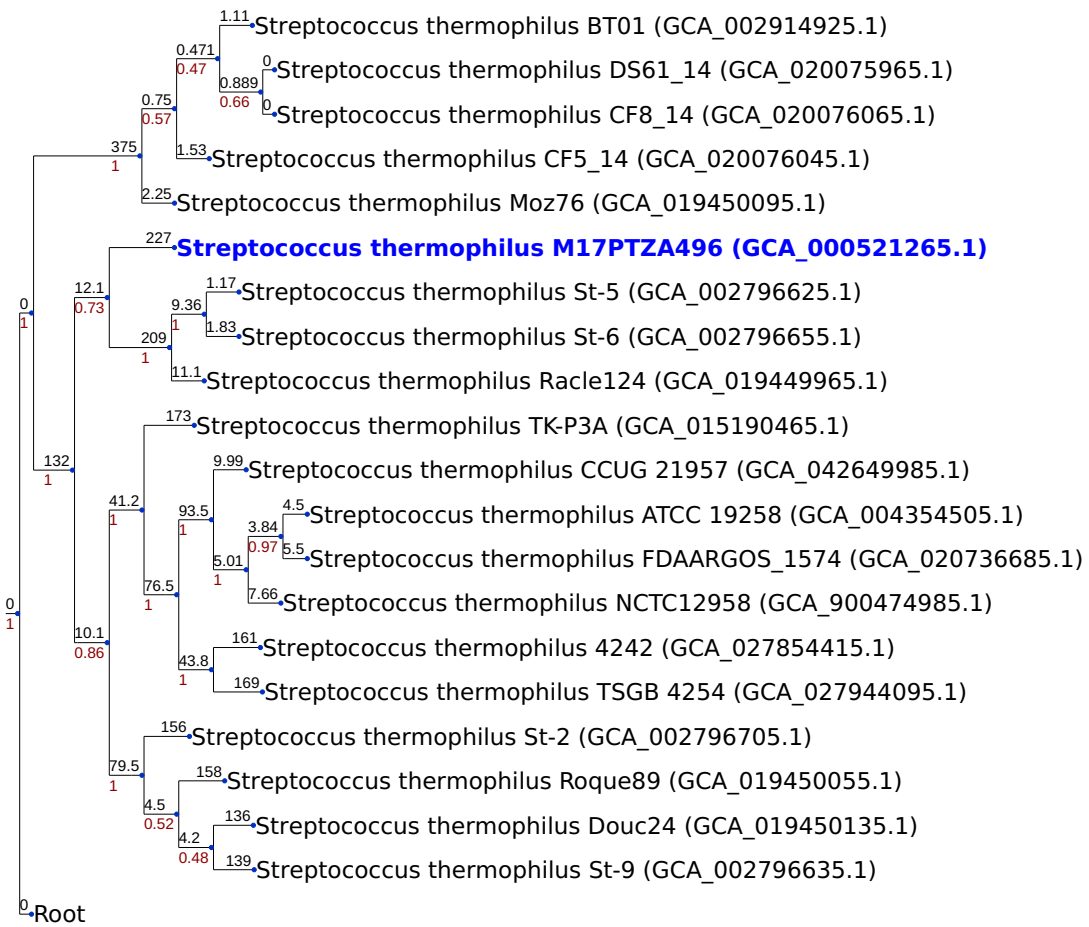 1.11 Streptococcus thermophilus BT01 (GCA_002914925.1)
0.471
0 Streptococcus thermophilus DS61_14 (GCA_020075965.1)
0.47
0.889
0.66
0.75
0 Streptococcus thermophilus CF8_14 (GCA_020076065.1)
0.57
375
1.53 Streptococcus thermophilus CF5_14 (GCA_020076045.1)
1
2.25 Streptococcus thermophilus Moz76 (GCA_019450095.1)
227 Streptococcus thermophilus M17PTZA496 (GCA_000521265.1)
12.1
1.17 Streptococcus thermophilus St-5 (GCA_002796625.1)
0
0.73
9.36
1
1
1.83 Streptococcus thermophilus St-6 (GCA_002796655.1)
209
1
11.1 Streptococcus thermophilus Racle124 (GCA_019449965.1)
173 Streptococcus thermophilus TK-P3A (GCA_015190465.1)
132
9.99 Streptococcus thermophilus CCUG 21957 (GCA_042649985.1)
1
41.2
4.5 Streptococcus thermophilus ATCC 19258 (GCA_004354505.1)
1
93.5
1
3.84
0.97
5.5 Streptococcus thermophilus FDAARGOS_1574 (GCA_020736685.1)
5.01
1
76.5
1
7.66 Streptococcus thermophilus NCTC12958 (GCA_900474985.1)
0
1
10.1
0.86
161 Streptococcus thermophilus 4242 (GCA_027854415.1)
43.8
1
169 Streptococcus thermophilus TSGB 4254 (GCA_027944095.1)
156 Streptococcus thermophilus St-2 (GCA_002796705.1)
79.5
1
158 Streptococcus thermophilus Roque89 (GCA_019450055.1)
4.5
0.52
136 Streptococcus thermophilus Douc24 (GCA_019450135.1)
4.2
0.48
139 Streptococcus thermophilus St-9 (GCA_002796635.1)
0 Root